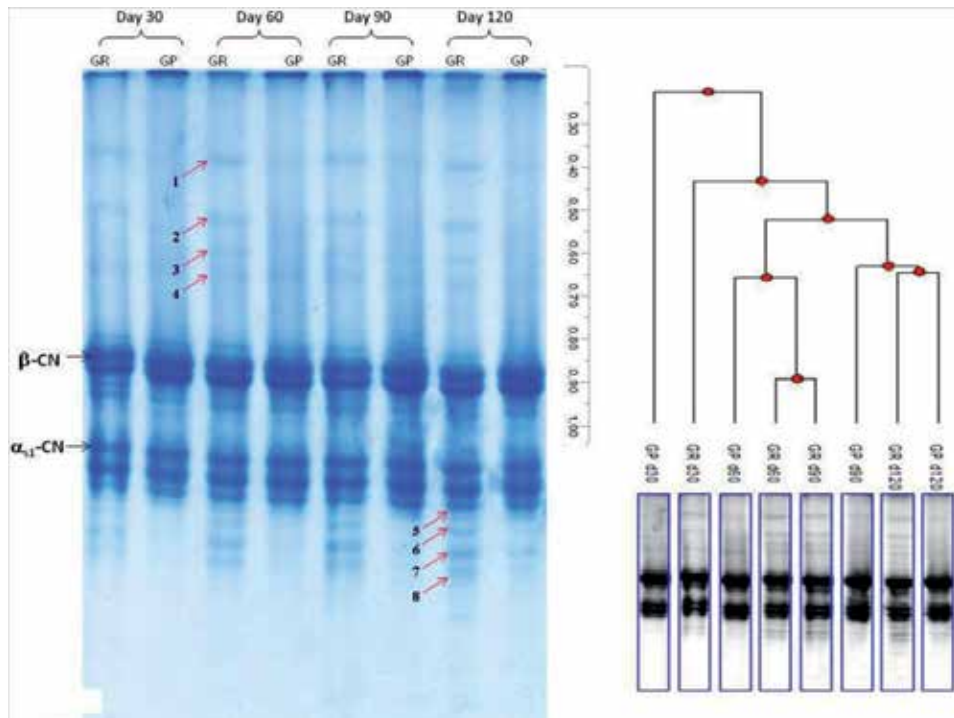 Day 30 Day 60 Day 90 Day 120
GR GP GR GP GR GP GR GP
1
2
3
4
β-CN
αs1-CN
5
6
7
8
0.30
0.40
0.50
0.60
0.70
0.80
0.90
1.00
GP d30
GR d30
GP d60
GR d60
GR d90
GP d90
GR d120
GP d120